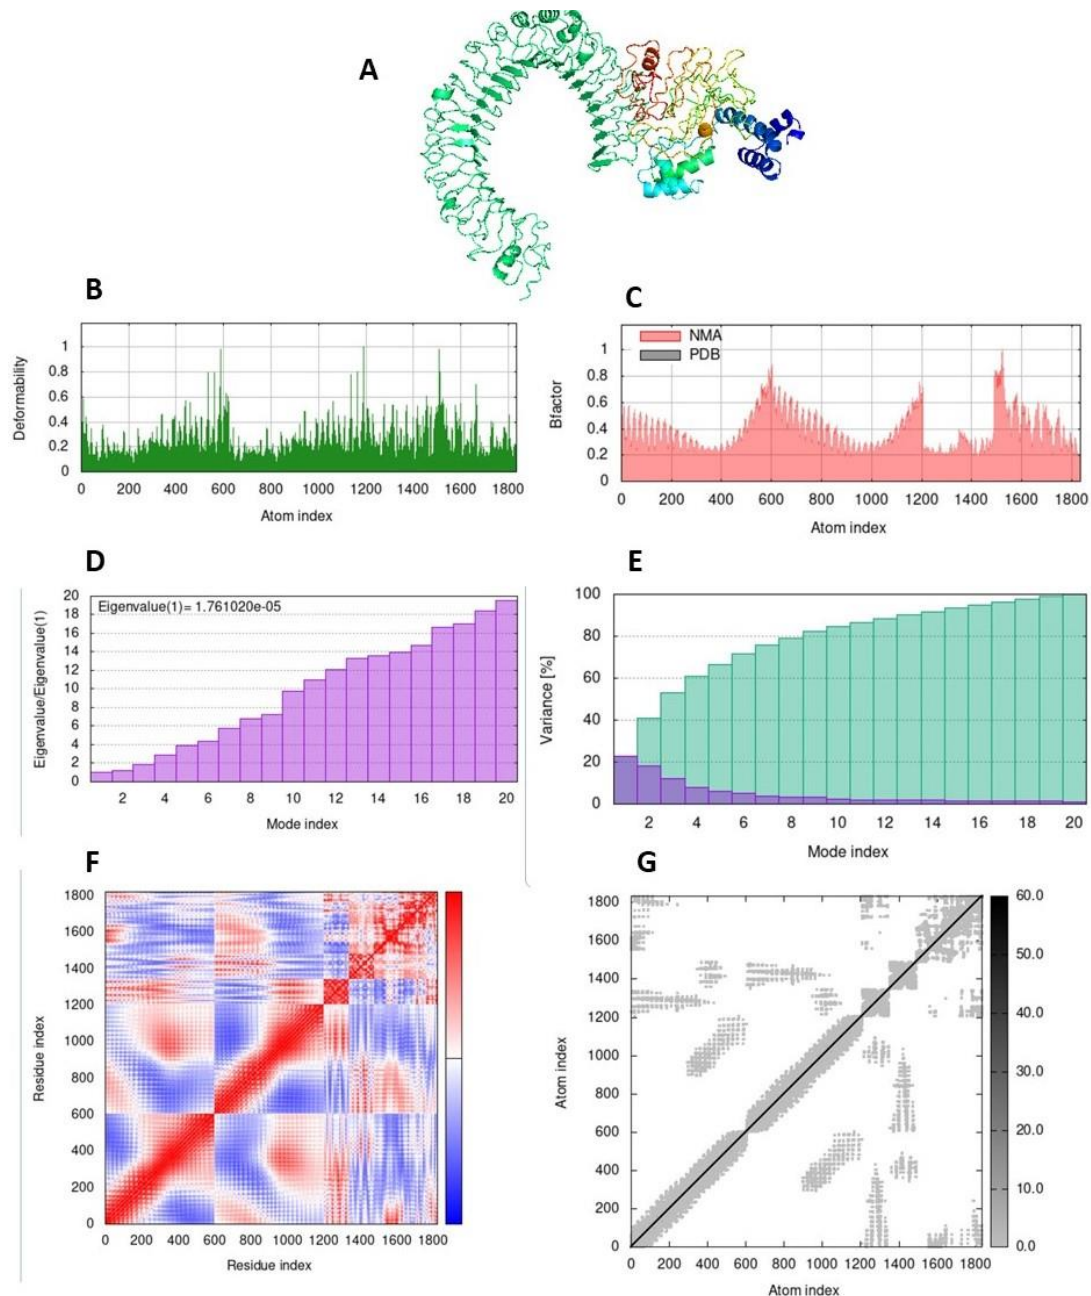 A
B
C
1
0.8
0.6
0.4
0.2
0
Deformability
0 200 400 600 800 1000 1200 1400 1600 1800
Atom index
NMA
PDB
1
0.8
0.6
0.4
0.2
0
Bfactor
0 200 400 600 800 1000 1200 1400 1600 1800
Atom index
D
E
Eigenvalue(1)= 1.761020e-05
20
18
16
14
12
10
8
6
4
2
0
Eigenvalue/Eigenvalue(1)
2 4 6 8 10 12 14 16 18 20
Mode index
100
80
60
40
20
0
Variance [%]
2 4 6 8 10 12 14 16 18 20
Mode index
F
G
1800
1600
1400
1200
1000
800
600
400
200
0
Residue index
0 200 400 600 800 1000 1200 1400 1600 1800
Residue index
1800
1600
1400
1200
1000
800
600
400
200
0
Atom index
0 200 400 600 800 1000 1200 1400 1600 1800
Atom index
60.0
50.0
40.0
30.0
20.0
10.0
0.0